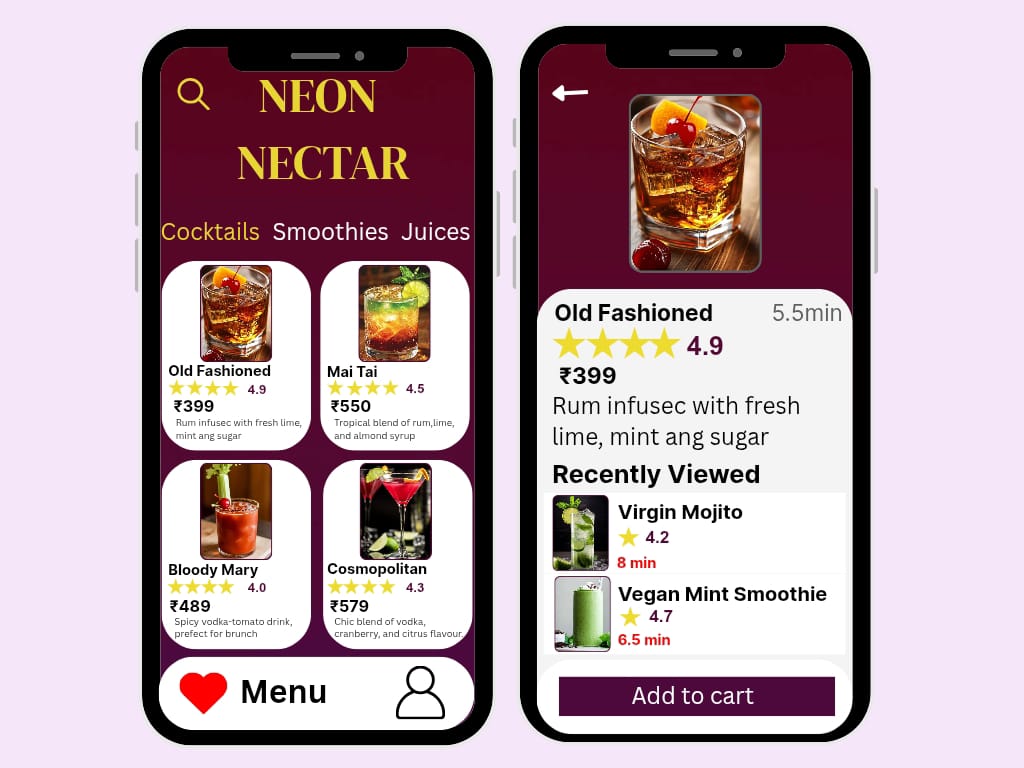 NEON
NECTAR
Cocktails Smoothies Juices
Old Fashioned
4.9
₹399
Rum infusec with fresh lime,
mint ang sugar
Mai Tai
4.5
₹550
Tropical blend of rum,lime,
and almond syrup
Bloody Mary
4.0
₹489
Spicy vodka-tomato drink,
prefect for brunch
Cosmopolitan
4.3
₹579
Chic blend of vodka,
cranberry, and citrus flavour.
Menu
Old Fashioned 5.5min
4.9
₹399
Rum infusec with fresh
lime, mint ang sugar
Recently Viewed
Virgin Mojito
4.2
8 min
Vegan Mint Smoothie
4.7
6.5 min
Add to cart